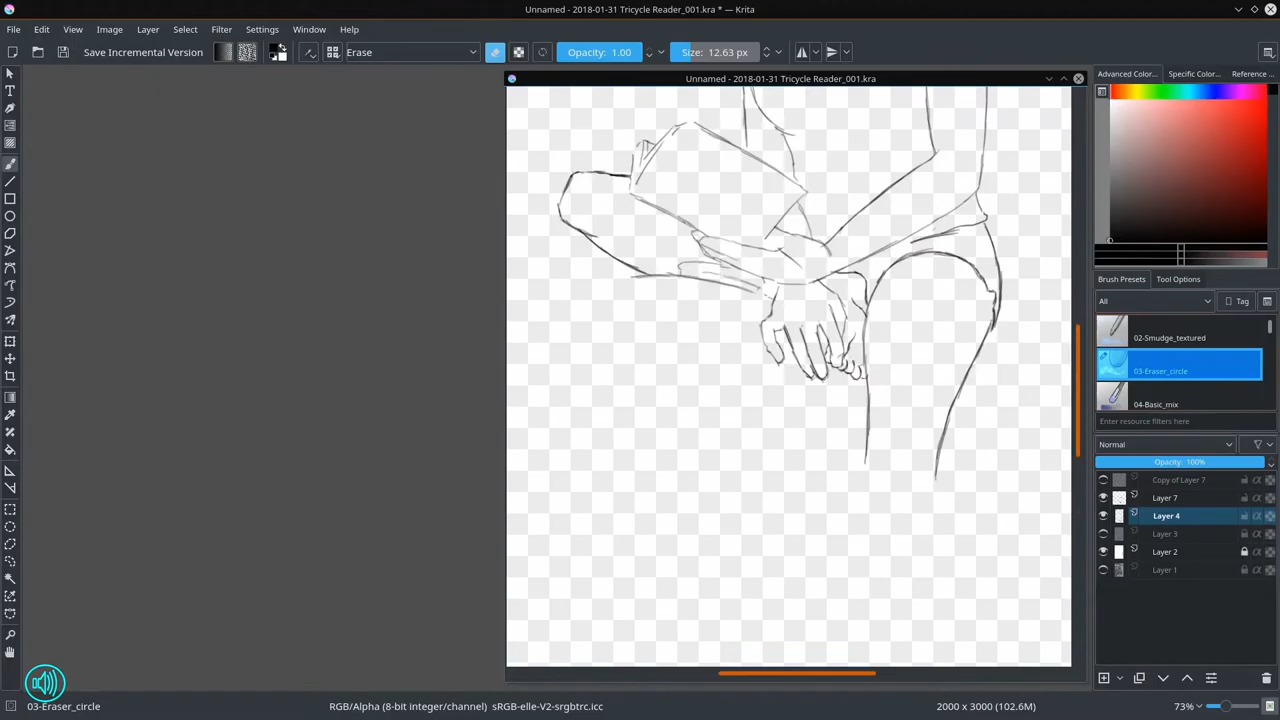 Unnamed - 2018-01-31 Tricycle Reader_001.kra * — Krita
File Edit View Image Layer Select Filter Settings Window Help
Save Incremental Version Erase Opacity: 1.00 Size: 12.63 px
Unnamed - 2018-01-31 Tricycle Reader_001.kra
Advanced Color... Specific Color... Reference ...
Brush Presets Tool Options
All Tag
02-Smudge_textured
03-Eraser_circle
04-Basic_mix
Enter resource filters here
Normal
Opacity: 100%
Copy of Layer 7
Layer 7
Layer 4
Layer 3
Layer 2
Layer 1
03-Eraser_circle RGB/Alpha (8-bit integer/channel) sRGB-elle-V2-srgbtrc.icc 2000 x 3000 (102.6M) 73%